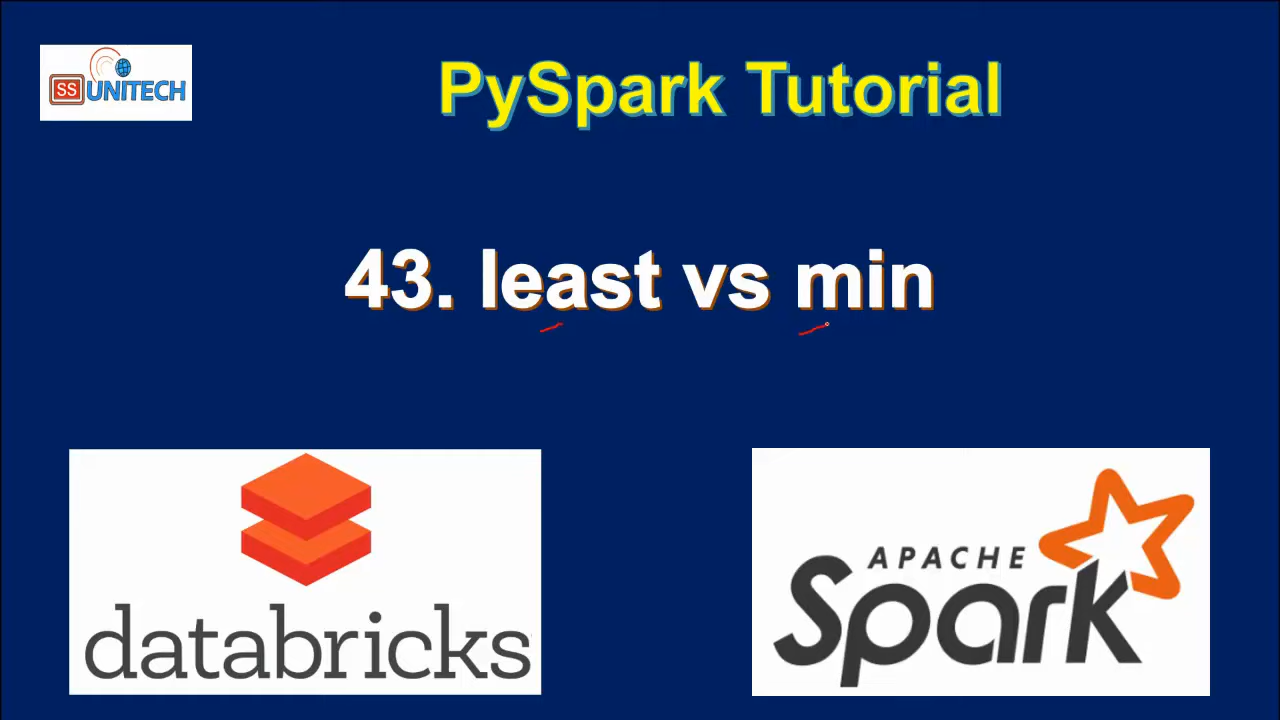 SS UNITECH
PySpark Tutorial
43. least vs min
databricks
APACHE
Spark